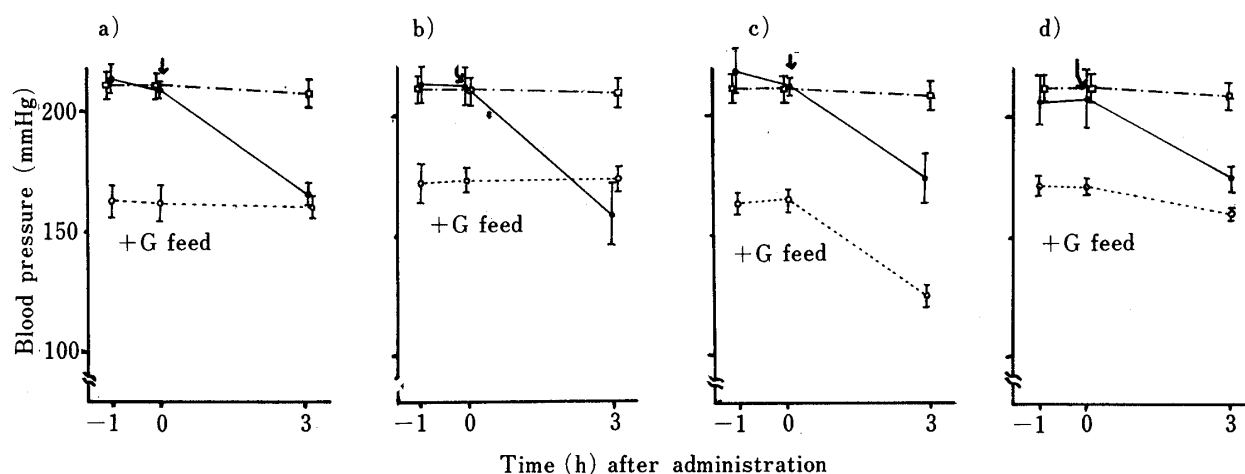 a) b) c) d)
Blood pressure (mmHg)
200
150
100
+G feed +G feed +G feed +G feed
−1 0 3 −1 0 3 −1 0 3 −1 0 3
Time (h) after administration